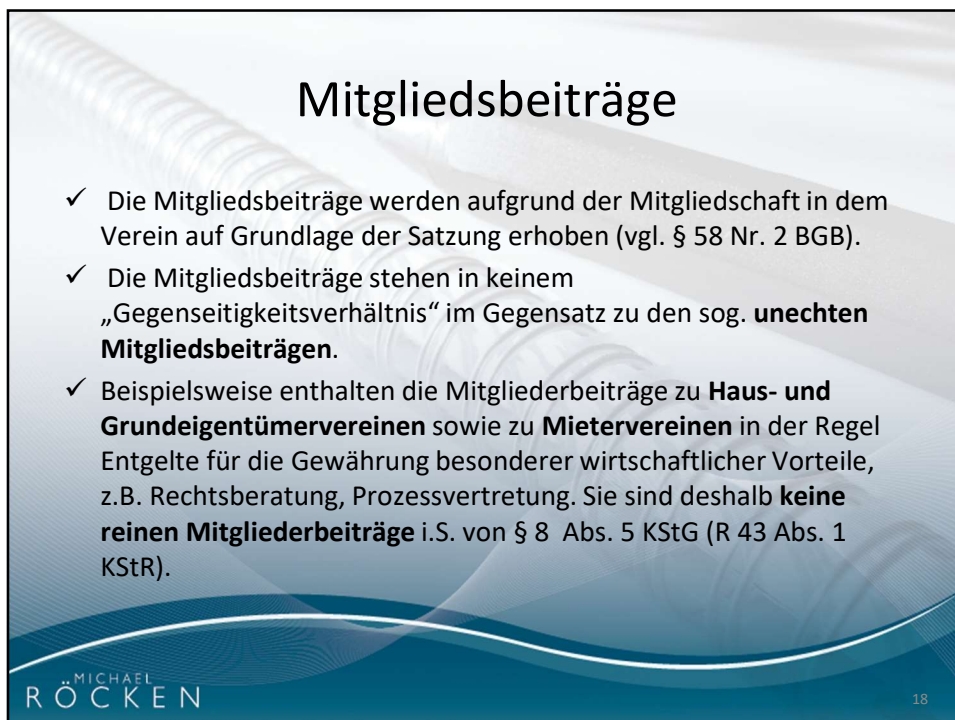 Mitgliedsbeiträge
✓ Die Mitgliedsbeiträge werden aufgrund der Mitgliedschaft in dem
Verein auf Grundlage der Satzung erhoben (vgl. § 58 Nr. 2 BGB).
✓ Die Mitgliedsbeiträge stehen in keinem
„Gegenseitigkeitsverhältnis“ im Gegensatz zu den sog. unechten
Mitgliedsbeiträgen.
✓ Beispielsweise enthalten die Mitgliederbeiträge zu Haus- und
Grundeigentümervereinen sowie zu Mietervereinen in der Regel
Entgelte für die Gewährung besonderer wirtschaftlicher Vorteile,
z.B. Rechtsberatung, Prozessvertretung. Sie sind deshalb keine
reinen Mitgliederbeiträge i.S. von § 8 Abs. 5 KStG (R 43 Abs. 1
KStR).
MICHAEL
RÖCKEN
18